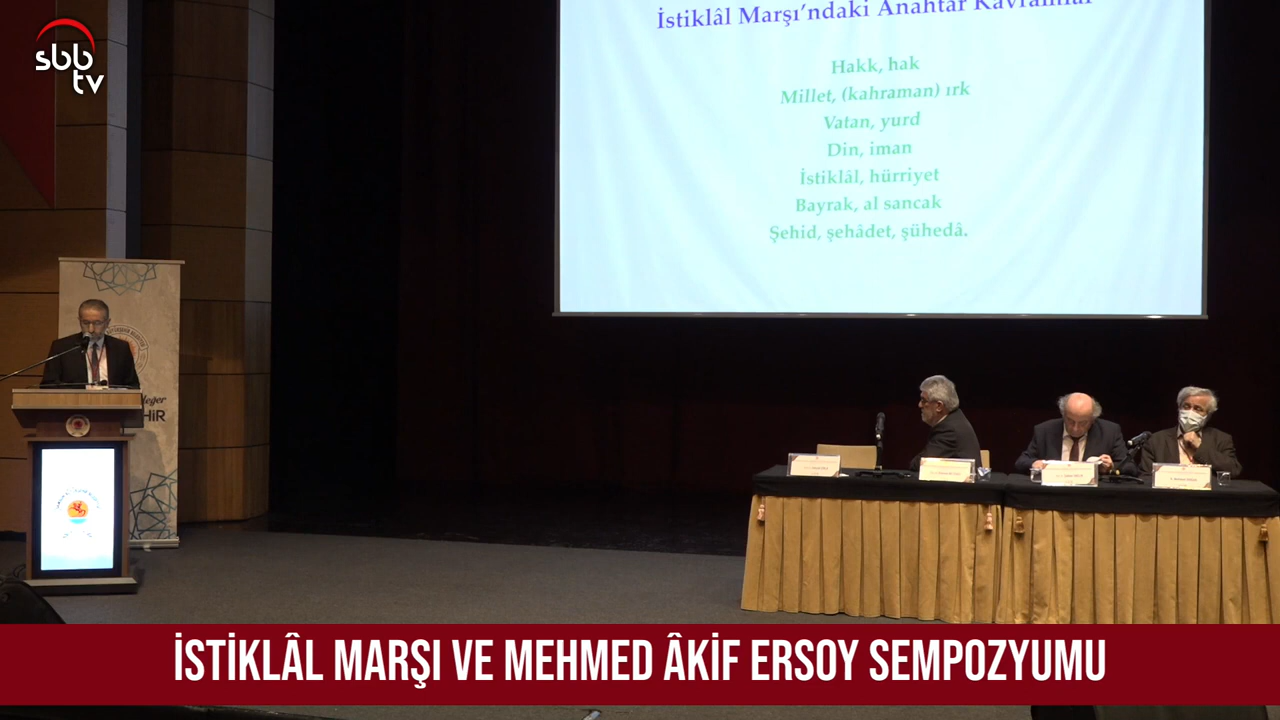 sbb
tv
İstiklâl Marşı'ndaki Anahtar Kavramlar
Hakk, hak
Millet, (kahraman) ırk
Vatan, yurd
Din, iman
İstiklâl, hürriyet
Bayrak, al sancak
Şehid, şehâdet, şühedâ.
İSTİKLÂL MARŞI VE MEHMED ÂKİF ERSOY SEMPOZYUMU